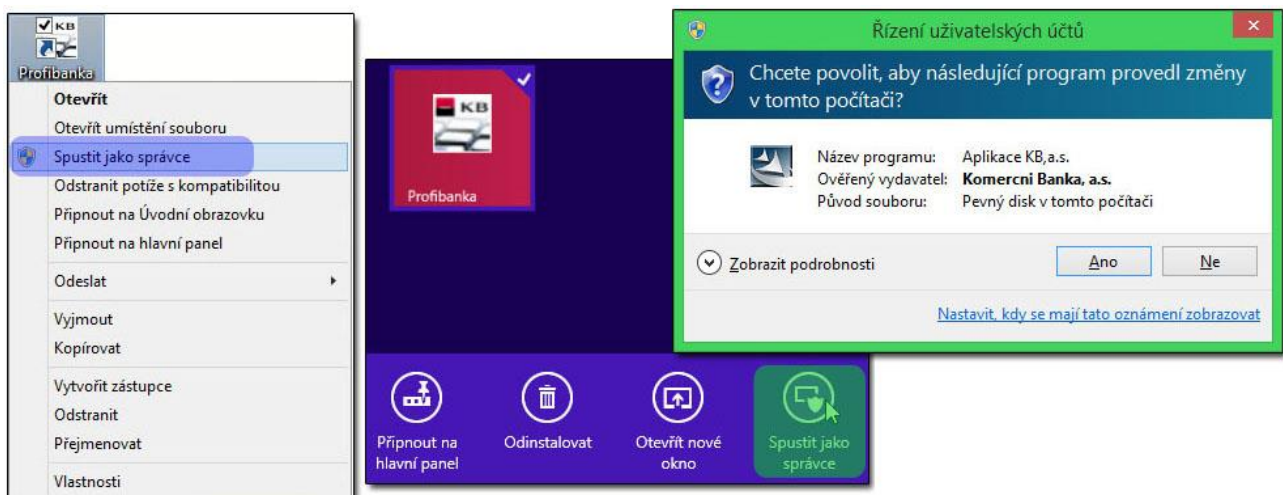 KB
Profibanka
Otevřít
Otevřít umístění souboru
Spustit jako správce
Odstranit potíže s kompatibilitou
Připnout na Úvodní obrazovku
Připnout na hlavní panel
Odeslat
Vyjmout
Kopírovat
Vytvořit zástupce
Odstranit
Přejmenovat
Vlastnosti
KB
Profibanka
Připnout na
hlavní panel
Odinstalovat
Otevřít nové
okno
Spustit jako
správce
Řízení uživatelských účtů
Chcete povolit, aby následující program provedl změny
v tomto počítači?
Název programu: Aplikace KB,a.s.
Ověřený vydavatel: Komercni Banka, a.s.
Původ souboru: Pevný disk v tomto počítači
Zobrazit podrobnosti
Ano
Ne
Nastavit, kdy se mají tato oznámení zobrazovat